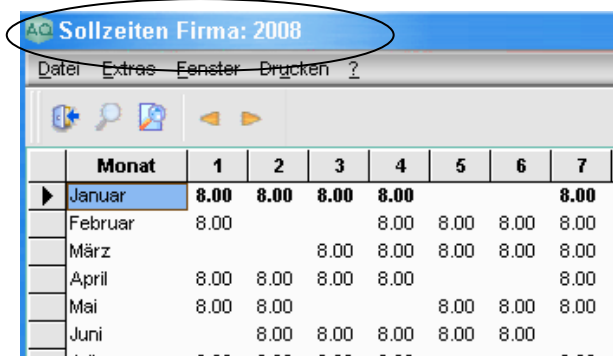 AQ Sollzeiten Firma: 2008
Datei Extras Fenster Drucken ?
Monat 1 2 3 4 5 6 7
Januar 8.00 8.00 8.00 8.00 8.00
Februar 8.00 8.00 8.00 8.00 8.00
März 8.00 8.00 8.00 8.00 8.00
April 8.00 8.00 8.00 8.00 8.00
Mai 8.00 8.00 8.00 8.00 8.00
Juni 8.00 8.00 8.00 8.00 8.00